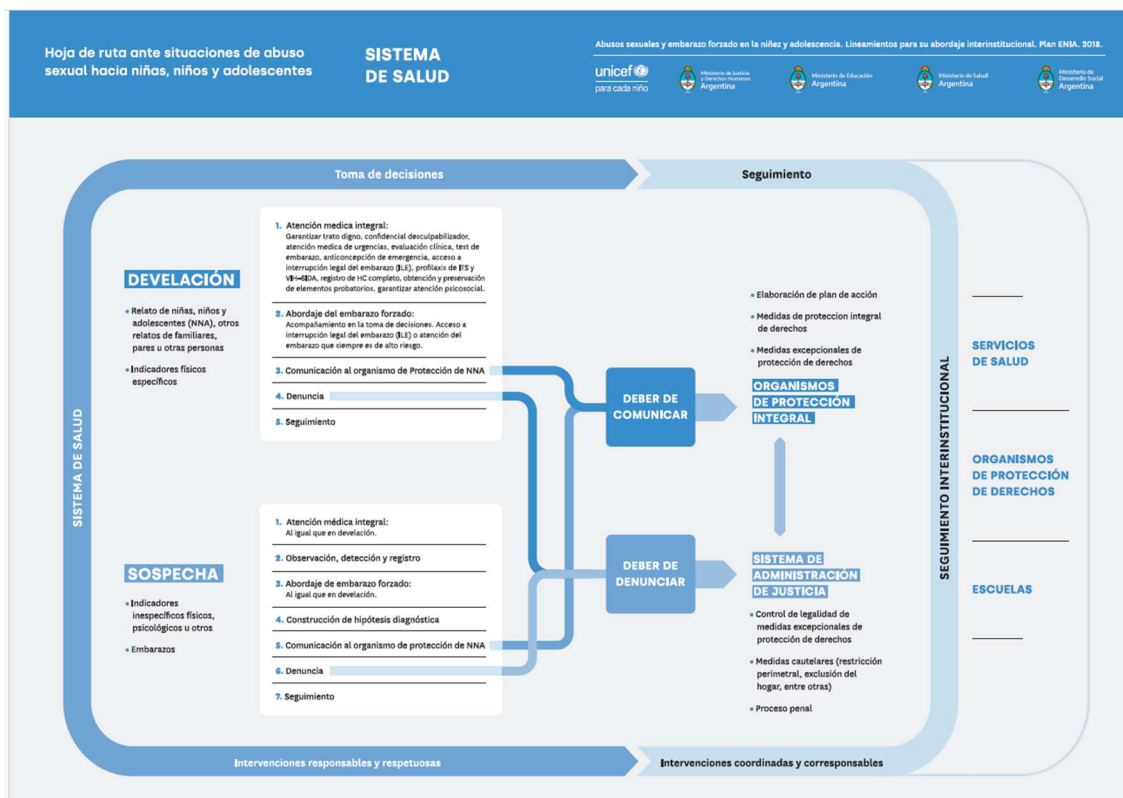 Hoja de ruta ante situaciones de abuso
sexual hacia niñas, niños y adolescentes
SISTEMA
DE SALUD
Abusos sexuales y embarazo forzado en la niñez y adolescencia. Lineamientos para su abordaje interinstitucional. Plan ENIA. 2018.
unicef
para cada niño
Ministerio de Justicia
y Derechos Humanos
Argentina
Ministerio de Educación
Argentina
Ministerio de Salud
Argentina
Ministerio de
Desarrollo Social
Argentina
Toma de decisiones
Seguimiento
SISTEMA DE SALUD
DEVELACIÓN
• Relato de niñas, niños y
adolescentes (NNA), otros
relatos de familiares,
pares u otras personas
• Indicadores físicos
específicos
1. Atención medica integral:
Garantizar trato digno, confidencial desculpabilizador,
atención medica de urgencias, evaluación clínica, test de
embarazo, anticoncepción de emergencia, acceso a
interrupción legal del embarazo (ILE), profilaxis de ITS y
VIH-SIDA, registro de HC completo, obtención y preservación
de elementos probatorios, garantizar atención psicosocial.
2. Abordaje del embarazo forzado:
Acompañamiento en la toma de decisiones. Acceso a
interrupción legal del embarazo (ILE) o atención del
embarazo que siempre es de alto riesgo.
3. Comunicación al organismo de Protección de NNA
4. Denuncia
5. Seguimiento
SOSPECHA
• Indicadores
inespecíficos físicos,
psicológicos u otros
• Embarazos
1. Atención médica integral:
Al igual que en develación.
2. Observación, detección y registro
3. Abordaje de embarazo forzado:
Al igual que en develación.
4. Construcción de hipótesis diagnóstica
5. Comunicación al organismo de protección de NNA
6. Denuncia
7. Seguimiento
DEBER DE
COMUNICAR
DEBER DE
DENUNCIAR
• Elaboración de plan de acción
• Medidas de proteccion integral
de derechos
• Medidas excepcionales de
protección de derechos
ORGANISMOS
DE PROTECCIÓN
INTEGRAL
SISTEMA DE
ADMINISTRACIÓN
DE JUSTICIA
• Control de legalidad de
medidas excepcionales de
protección de derechos
• Medidas cautelares (restricción
perimetral, exclusión del
hogar, entre otras)
• Proceso penal
SEGUIMIENTO INTERINSTITUCIONAL
SERVICIOS
DE SALUD
ORGANISMOS
DE PROTECCIÓN
DE DERECHOS
ESCUELAS
Intervenciones responsables y respetuosas
Intervenciones coordinadas y corresponsables